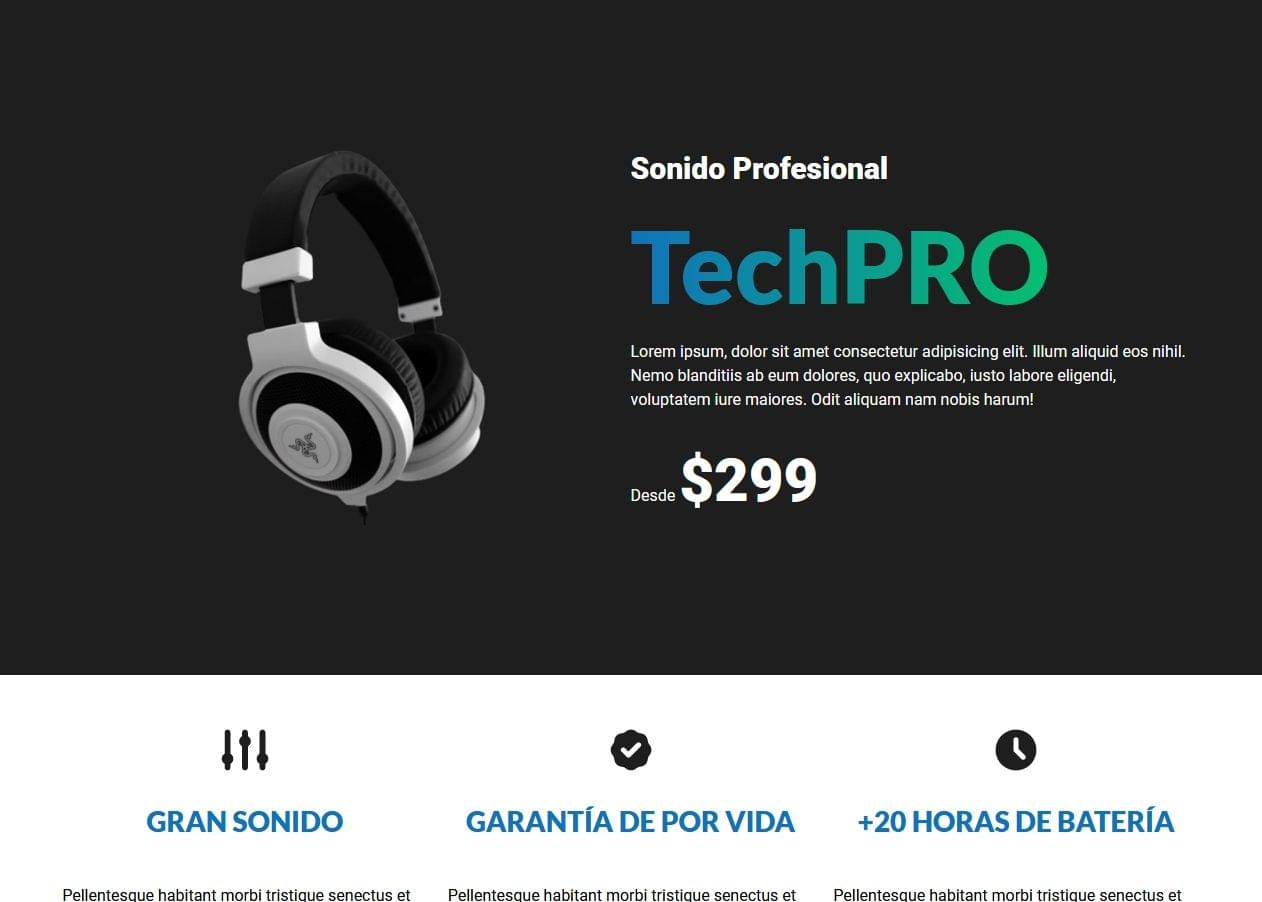 Sonido Profesional
TechPRO
Lorem ipsum, dolor sit amet consectetur adipisicing elit. Illum aliquid eos nihil.
Nemo blanditiis ab eum dolores, quo explicabo, iusto labore eligendi,
voluptatem iure maiores. Odit aliquam nam nobis harum!
Desde $299
GRAN SONIDO
GARANTÍA DE POR VIDA
+20 HORAS DE BATERÍA
Pellentesque habitant morbi tristique senectus et
Pellentesque habitant morbi tristique senectus et
Pellentesque habitant morbi tristique senectus et